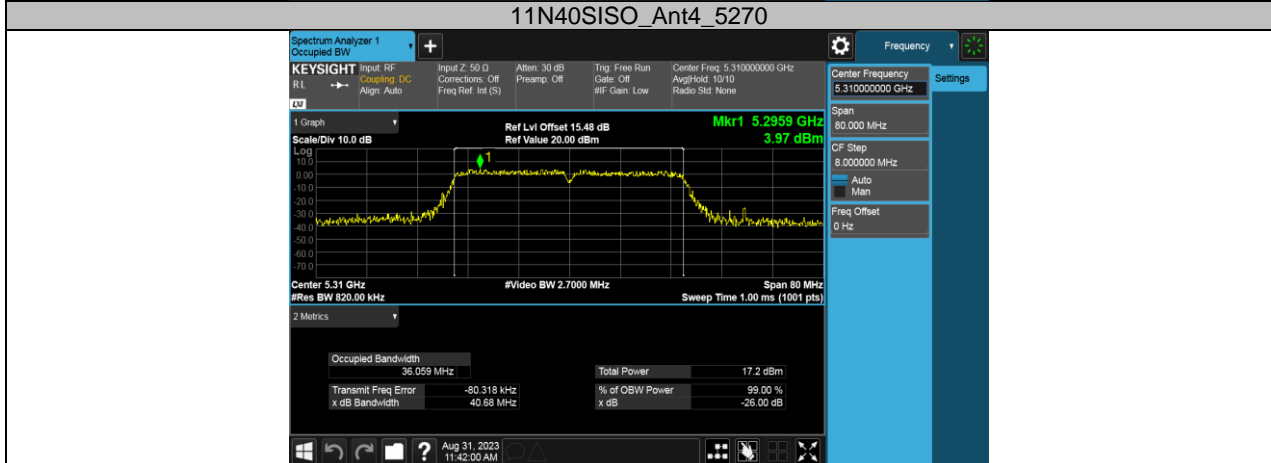 11N40SISO_Ant4_5270
Spectrum Analyzer 1
Occupied BW
+
Frequency
KEYSIGHT
RL
LXI
Input: RF
Coupling: DC
Align: Auto
Input Z: 50 Ω
Corrections: Off
Freq Ref: Int (S)
Atten: 30 dB
Preamp: Off
Trig: Free Run
Gate: Off
#IF Gain: Low
Center Freq: 5.310000000 GHz
Avg|Hold: 10/10
Radio Std: None
Center Frequency
5.310000000 GHz
Settings
Span
80.000 MHz
CF Step
8.000000 MHz
Auto
Man
Freq Offset
0 Hz
1 Graph
Scale/Div 10.0 dB
Ref Lvl Offset 15.48 dB
Ref Value 20.00 dBm
Mkr1 5.2959 GHz
3.97 dBm
Log
10.0
0.00
-10.0
-20.0
-30.0
-40.0
-50.0
-60.0
-70.0
1
Center 5.31 GHz
#Video BW 2.7000 MHz
Span 80 MHz
#Res BW 820.00 kHz
Sweep Time 1.00 ms (1001 pts)
2 Metrics
Occupied Bandwidth
36.059 MHz
Total Power 17.2 dBm
Transmit Freq Error -80.318 kHz
% of OBW Power 99.00 %
x dB Bandwidth 40.68 MHz
x dB -26.00 dB
?
Aug 31, 2023
11:42:00 AM